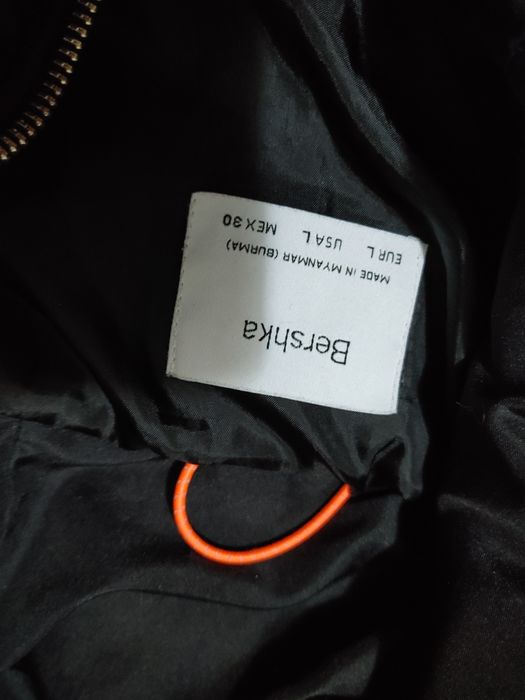 Bershka
MADE IN MYANMAR (BURMA)
EUR L USA L MEX 30